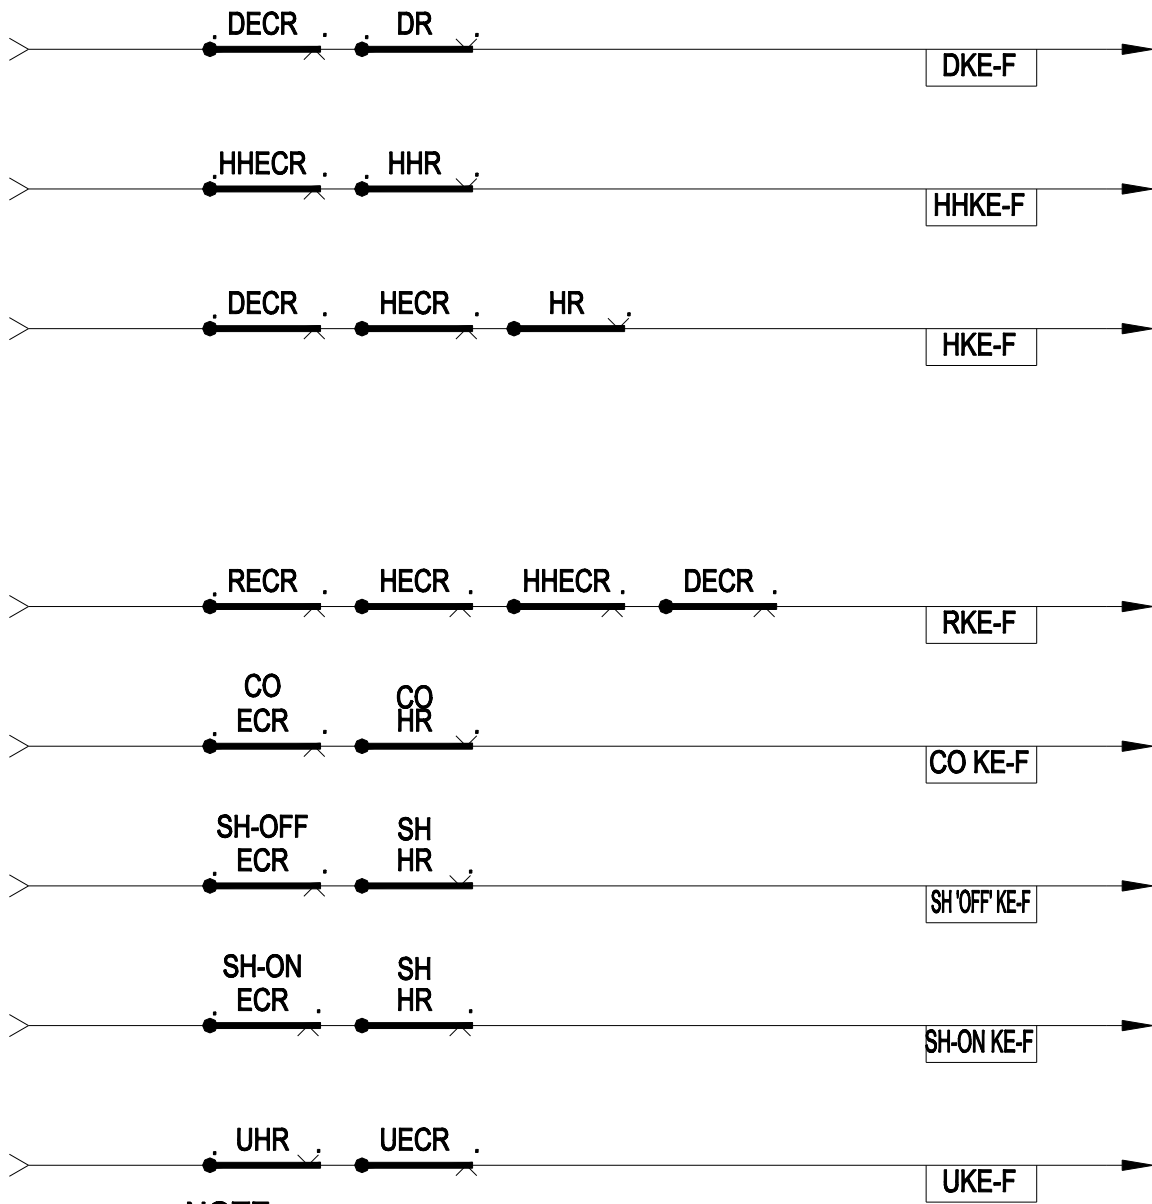 DECR DR
DKE-F
HHECR HHR
HHKE-F
DECR HECR HR
HKE-F
RECR HECR HHECR DECR
RKE-F
CO CO
ECR HR
CO KE-F
SH-OFF SH
ECR HR
SH 'OFF' KE-F
SH-ON SH
ECR HR
SH-ON KE-F
UHR UECR
UKE-F